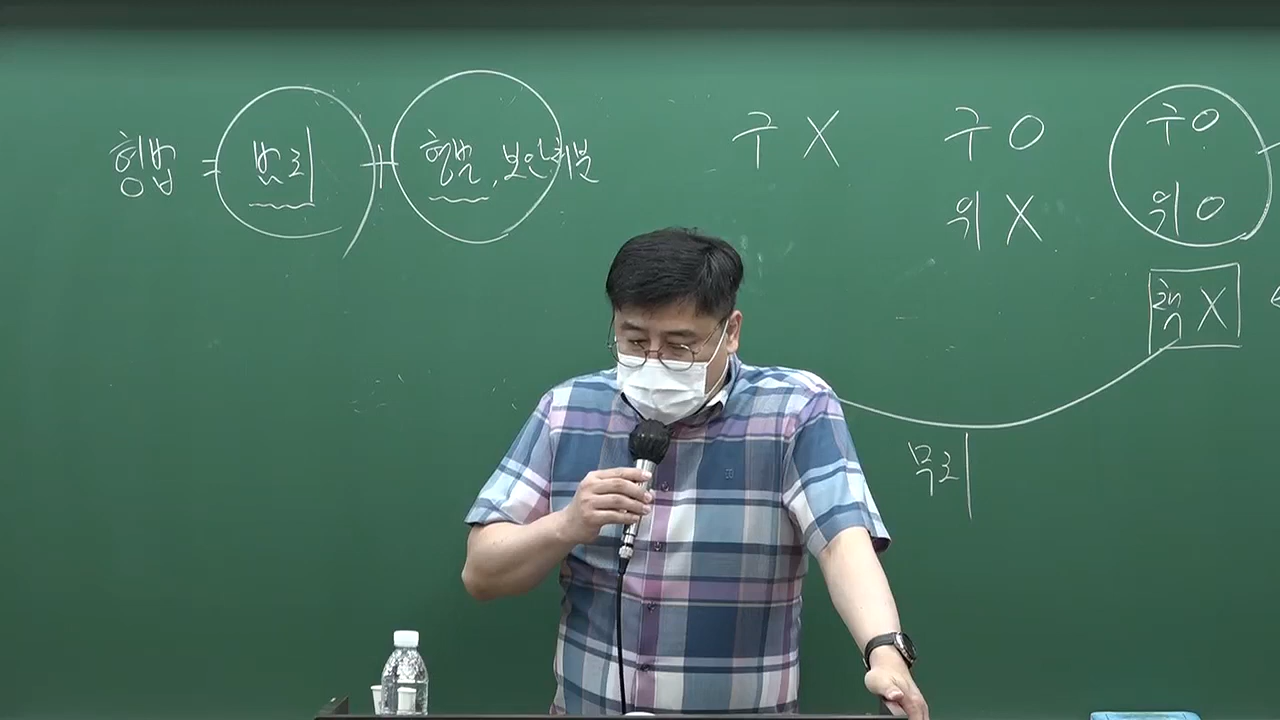 형법 = 범죄 + 형벌, 보안처분
구 X
구 O
위 X
구 O
위 O
책 X
무죄